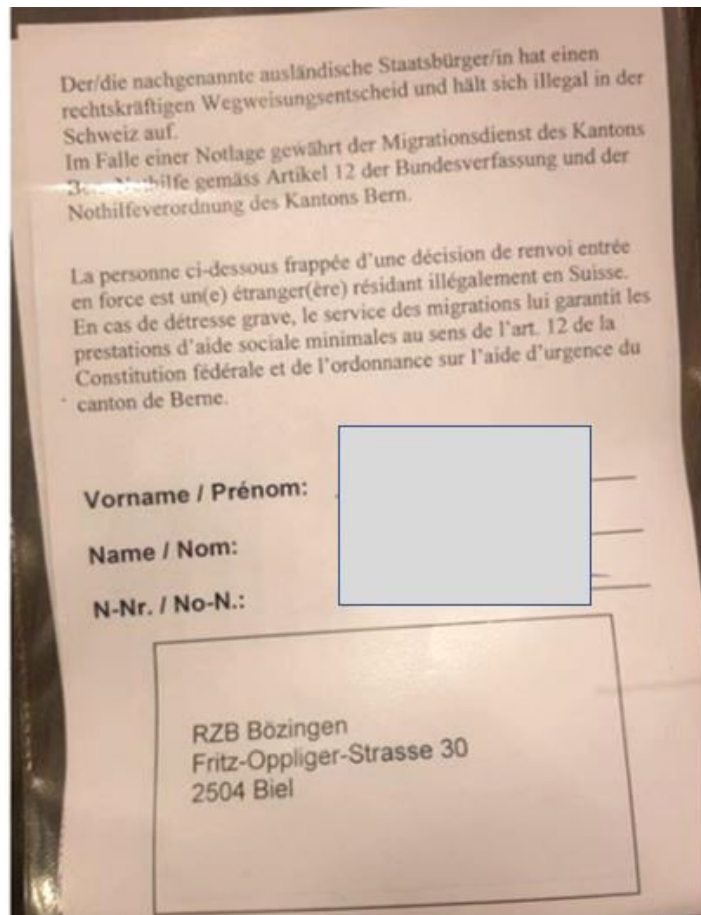 Der/die nachgenannte ausländische Staatsbürger/in hat einen
rechtskräftigen Wegweisungsentscheid und hält sich illegal in der
Schweiz auf.
Im Falle einer Notlage gewährt der Migrationsdienst des Kantons
gemäss Artikel 12 der Bundesverfassung und der
Nothilfeverordnung des Kantons Bern.
La personne ci-dessous frappée d'une décision de renvoi entrée
en force est un(e) étranger(ère) résidant illégalement en Suisse.
En cas de détresse grave, le service des migrations lui garantit les
prestations d'aide sociale minimales au sens de l'art. 12 de la
Constitution fédérale et de l'ordonnance sur l'aide d'urgence du
canton de Berne.
Vorname / Prénom:
Name / Nom:
N-Nr. / No-N.:
RZB Bözingen
Fritz-Oppliger-Strasse 30
2504 Biel